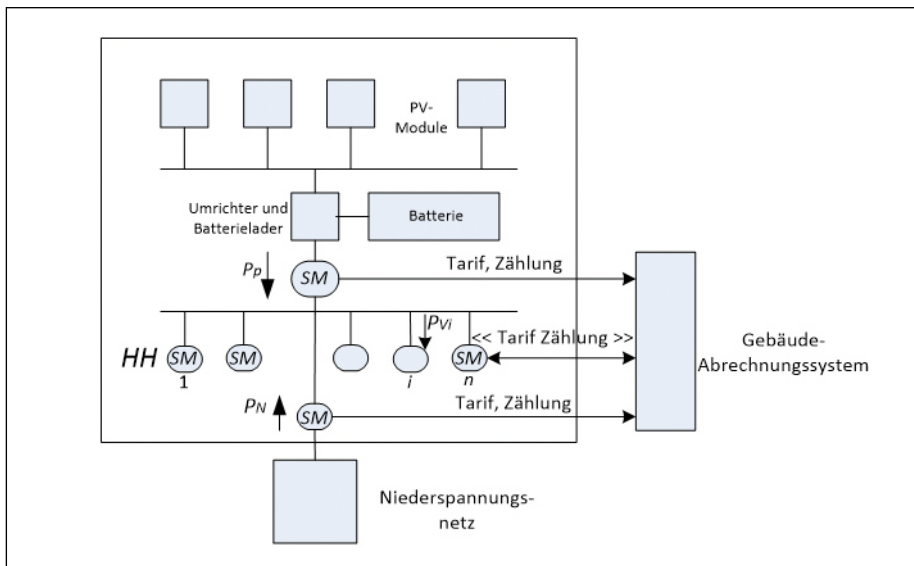 PV-
Module
Umrichter und
Batterielader
Batterie
Pp
SM
Tarif, Zählung
PVi
<< Tarif Zählung >>
HH
SM
SM
SM
1
i
n
Gebäude-
Abrechnungssystem
PN
SM
Tarif, Zählung
Niederspannungs-
netz